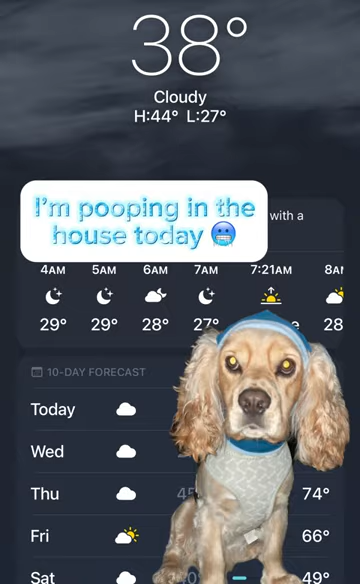 38°
Cloudy
H:44° L:27°
I'm pooping in the
house today 🥶
with a
4AM 5AM 6AM 7AM 7:21AM 8A
29° 29° 28° 27° 28
10-DAY FORECAST
Today
Wed
Thu 45 74°
Fri 66°
Sat 49°